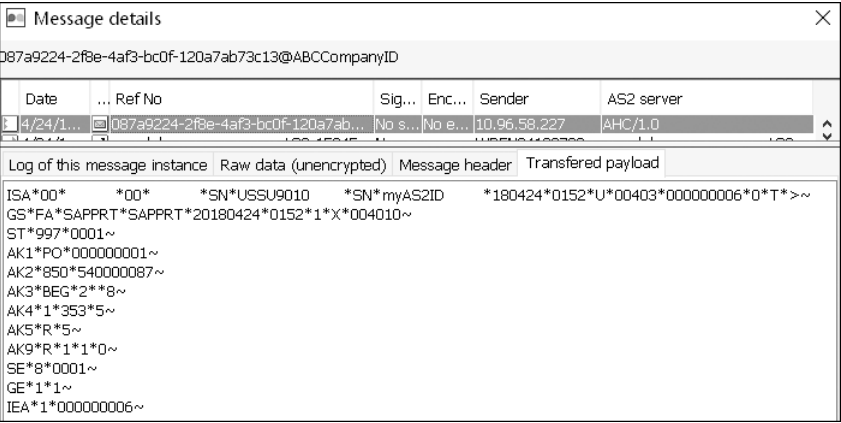 Message details
087a9224-2f8e-4af3-bc0f-120a7ab73c13@ABCCompanyID
Date ... Ref No Sig... Enc... Sender AS2 server
4/24/1... 087a9224-2f8e-4af3-bc0f-120a7ab... No s... No e... 10.96.58.227 AHC/1.0
Log of this message instance Raw data (unencrypted) Message header Transfered payload
ISA*00*          *00*          *SN*USSU9010       *SN*myAS2ID        *180424*0152*U*00403*000000006*0*T*>~
GS*FA*SAPPRT*SAPPRT*20180424*0152*1*X*004010~
ST*997*0001~
AK1*PO*000000001~
AK2*850*540000087~
AK3*BEG*2**8~
AK4*1*353*5~
AK5*R*5~
AK9*R*1*1*0~
SE*8*0001~
GE*1*1~
IEA*1*000000006~